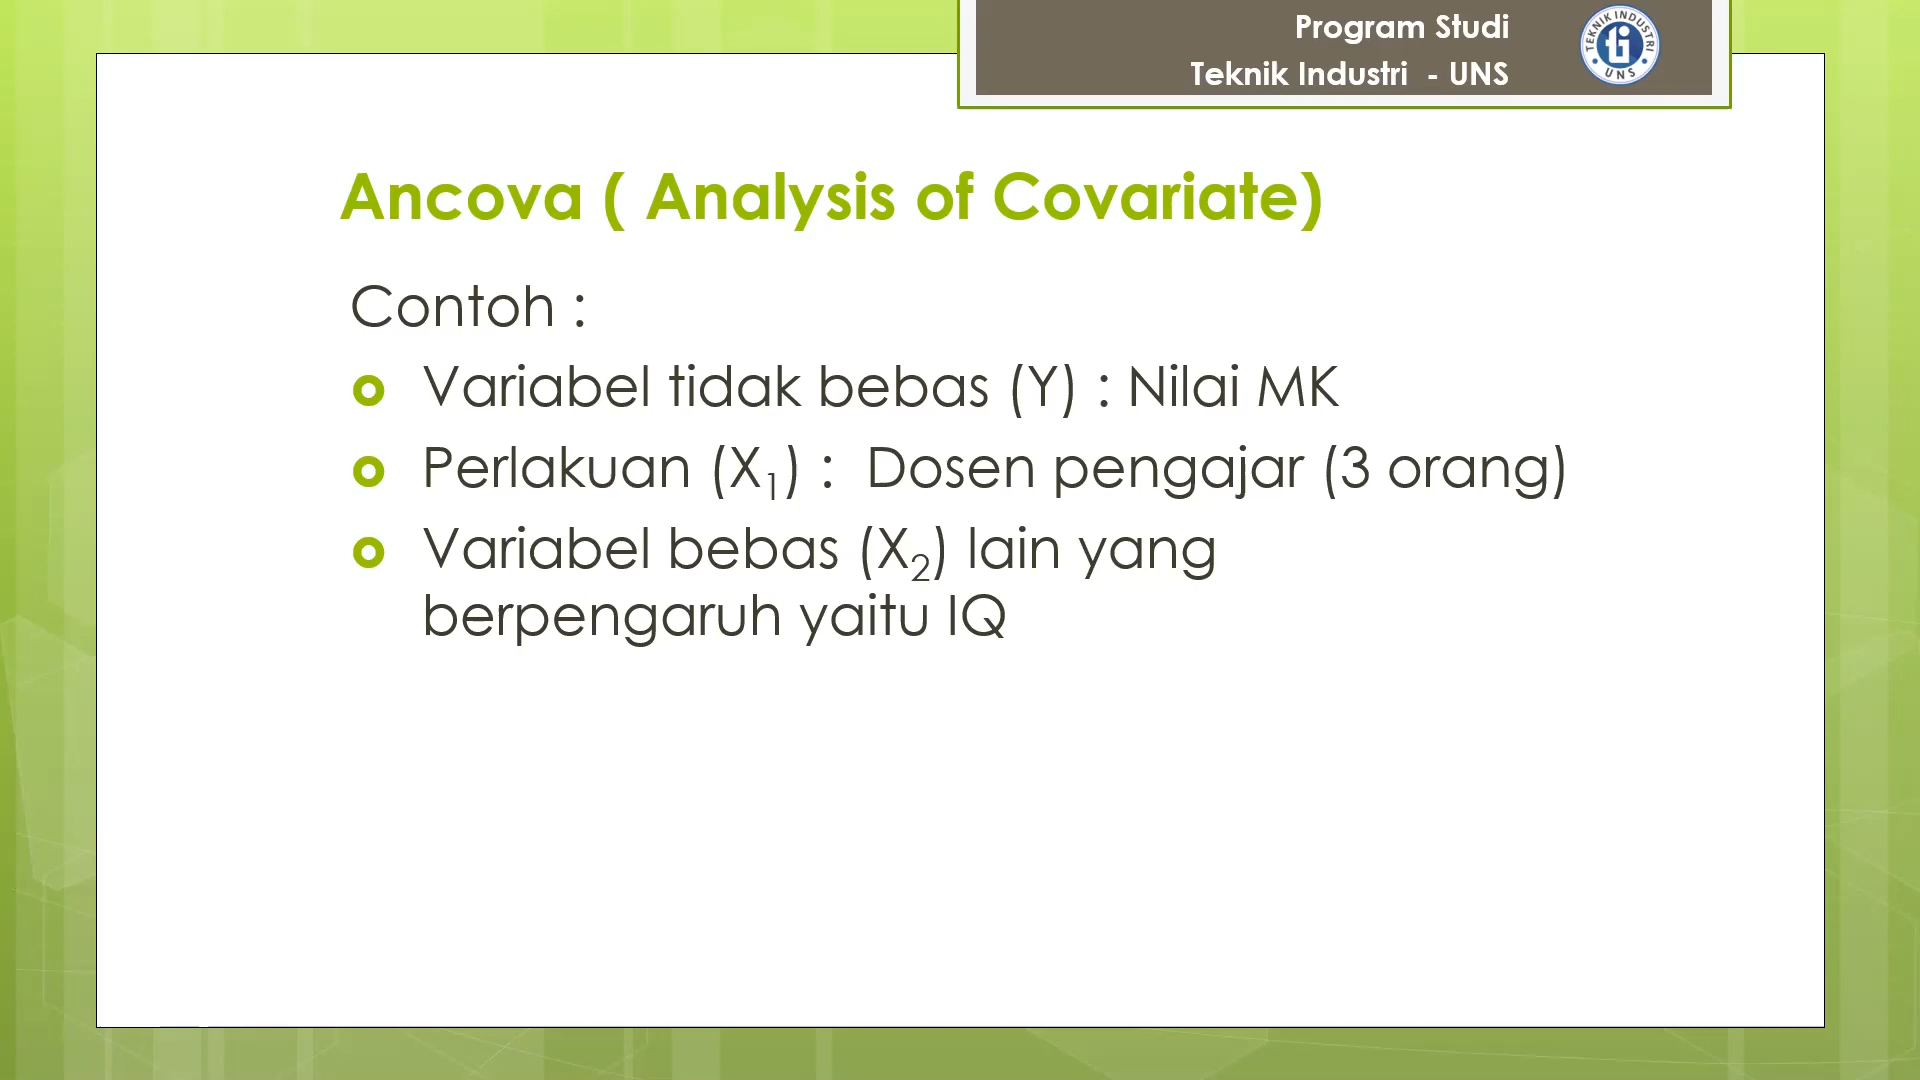 Program Studi
Teknik Industri - UNS
TEKNIK INDUSTRI
ti
UNS
Ancova ( Analysis of Covariate)
Contoh :
Variabel tidak bebas (Y) : Nilai MK
Perlakuan (X₁) : Dosen pengajar (3 orang)
Variabel bebas (X₂) lain yang
berpengaruh yaitu IQ